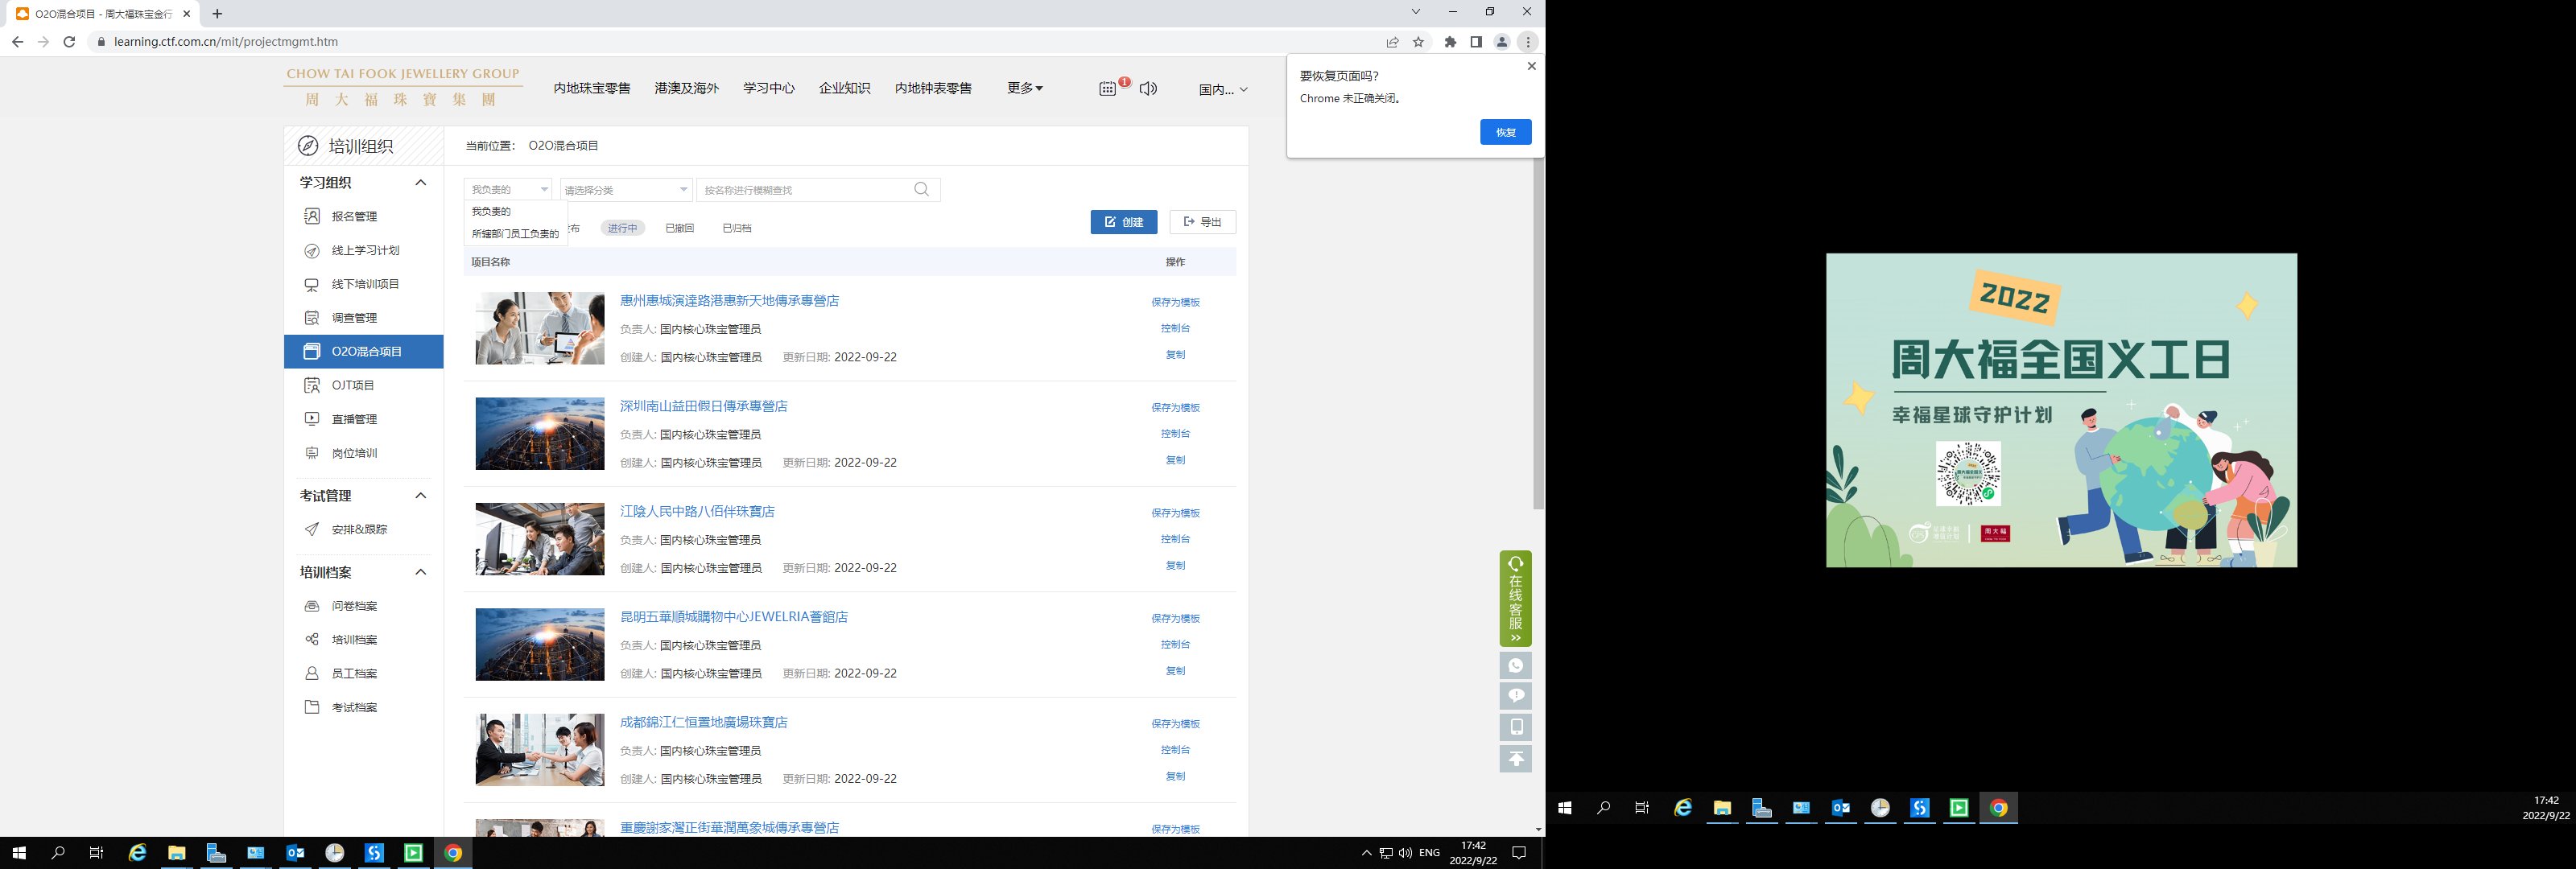 O2O混合项目 - 周大福珠宝金行
learning.ctf.com.cn/mit/projectmgmt.htm
要恢复页面吗?
Chrome 未正确关闭。
恢复
CHOW TAI FOOK JEWELLERY GROUP
周大福珠寶集團
内地珠宝零售 港澳及海外 学习中心 企业知识 内地钟表零售 更多 1 国内...
培训组织
当前位置： O2O混合项目
学习组织
报名管理
线上学习计划
线下培训项目
调查管理
O2O混合项目
OJT项目
直播管理
岗位培训
考试管理
安排&跟踪
培训档案
问卷档案
培训档案
员工档案
考试档案
我负责的 请选择分类 按名称进行模糊查找
我负责的
所辖部门员工负责的
布 进行中 已撤回 已归档
创建 导出
项目名称 操作
惠州惠城演達路港惠新天地傳承專營店 保存为模板
负责人: 国内核心珠宝管理员 控制台
创建人: 国内核心珠宝管理员 更新日期: 2022-09-22 复制
深圳南山益田假日傳承專營店 保存为模板
负责人: 国内核心珠宝管理员 控制台
创建人: 国内核心珠宝管理员 更新日期: 2022-09-22 复制
江陰人民中路八佰伴珠寶店 保存为模板
负责人: 国内核心珠宝管理员 控制台
创建人: 国内核心珠宝管理员 更新日期: 2022-09-22 复制
昆明五華順城購物中心JEWELRIA薈館店 保存为模板
负责人: 国内核心珠宝管理员 控制台
创建人: 国内核心珠宝管理员 更新日期: 2022-09-22 复制
成都錦江仁恒置地廣場珠寶店 保存为模板
负责人: 国内核心珠宝管理员 控制台
创建人: 国内核心珠宝管理员 更新日期: 2022-09-22 复制
重慶謝家灣正街華潤萬象城傳承專營店 保存为模板
在线客服
ENG
17:42
2022/9/22
2022
周大福全国义工日
幸福星球守护计划
周大福
17:42
2022/9/22